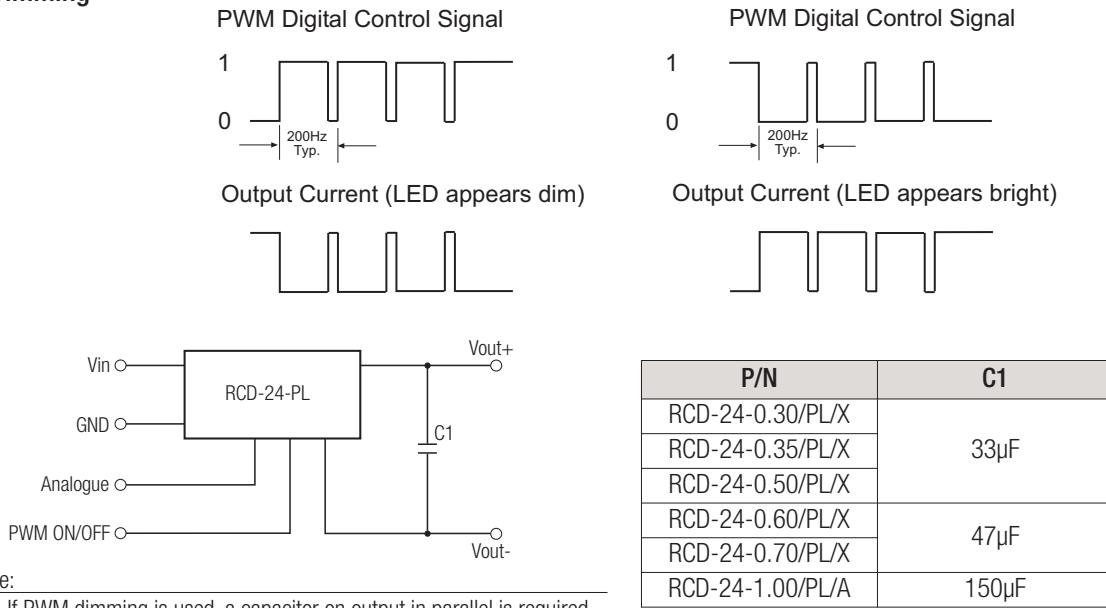 PWM Digital Control Signal
1
0
200Hz
Typ.
Output Current (LED appears dim)
PWM Digital Control Signal
1
0
200Hz
Typ.
Output Current (LED appears bright)
Vin
GND
Analogue
PWM ON/OFF
RCD-24-PL
Vout+
C1
Vout-
If PWM dimming is used, a capacitor on output in parallel is required
P/N C1
RCD-24-0.30/PL/X
RCD-24-0.35/PL/X 33µF
RCD-24-0.50/PL/X
RCD-24-0.60/PL/X
47µF
RCD-24-0.70/PL/X
RCD-24-1.00/PL/A 150µF